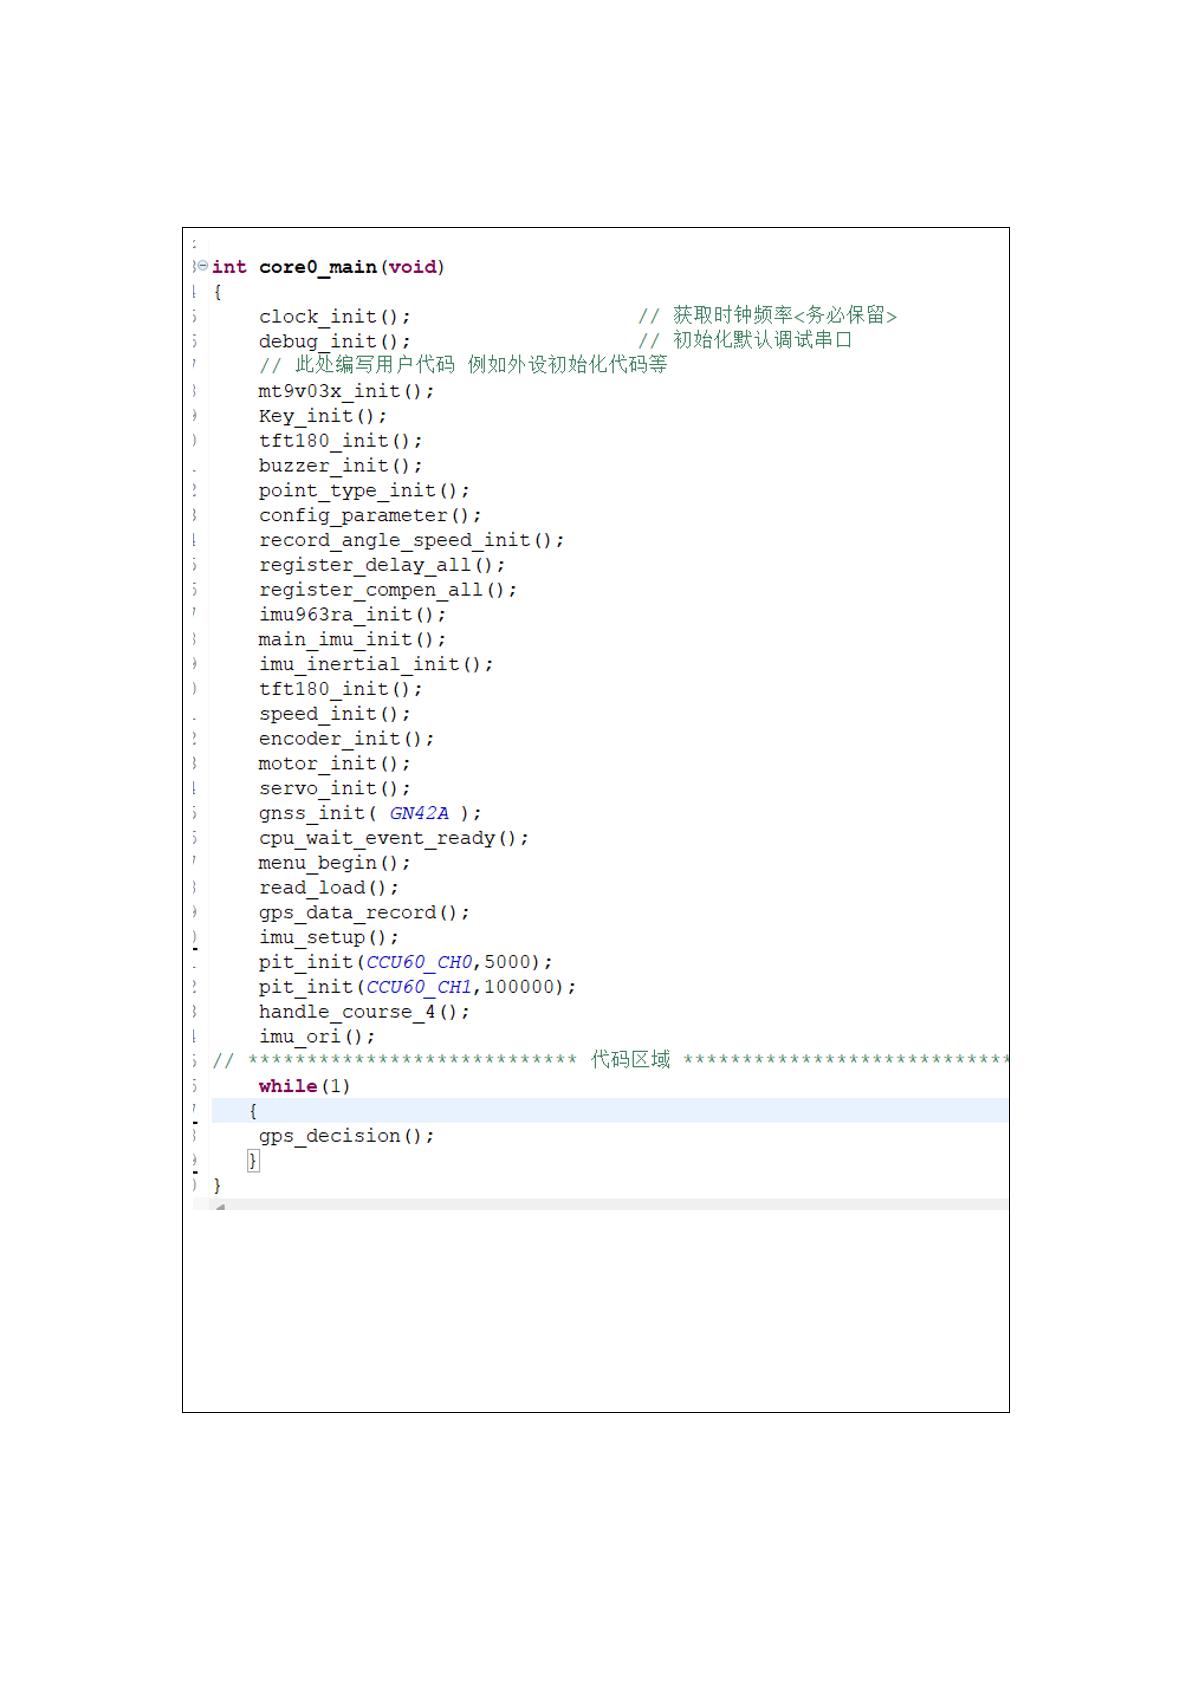 int core0_main(void)
{
clock_init(); // 获取时钟频率<务必保留>
debug_init(); // 初始化默认调试串口
// 此处编写用户代码 例如外设初始化代码等
mt9v03x_init();
Key_init();
tft180_init();
buzzer_init();
point_type_init();
config_parameter();
record_angle_speed_init();
register_delay_all();
register_compen_all();
imu963ra_init();
main_imu_init();
imu_inertial_init();
tft180_init();
speed_init();
encoder_init();
motor_init();
servo_init();
gnss_init( GN42A );
cpu_wait_event_ready();
menu_begin();
read_load();
gps_data_record();
imu_setup();
pit_init(CCU60_CH0,5000);
pit_init(CCU60_CH1,100000);
handle_course_4();
imu_ori();
// **************************** 代码区域 ****************************
while(1)
{
gps_decision();
}
}